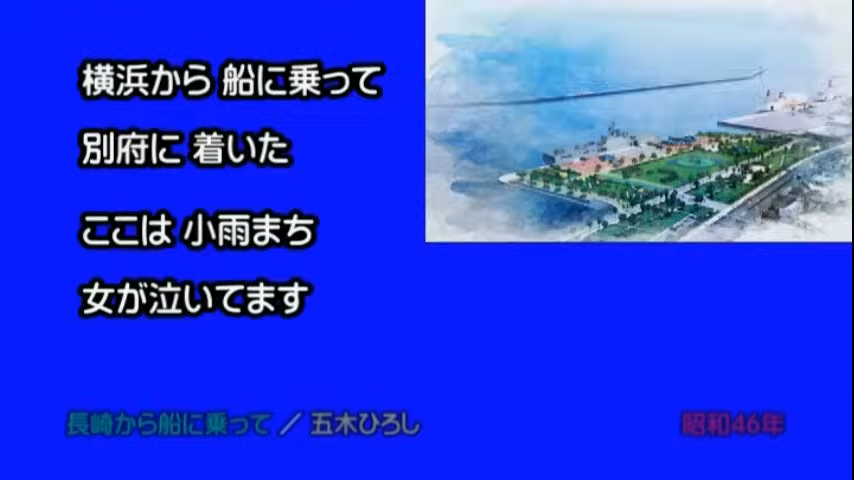 横浜から 船に乗って
別府に 着いた
ここは 小雨まち
女が泣いてます
長崎から船に乗って / 五木ひろし
昭和46年